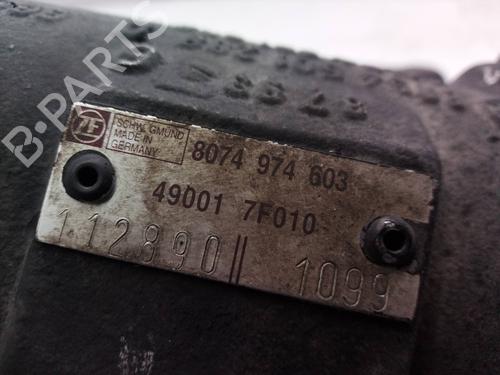 ZF
SCHW. GMÜND
MADE IN
GERMANY
8074 974 603
49001 7F010
112890 || 1099
B-PARTS